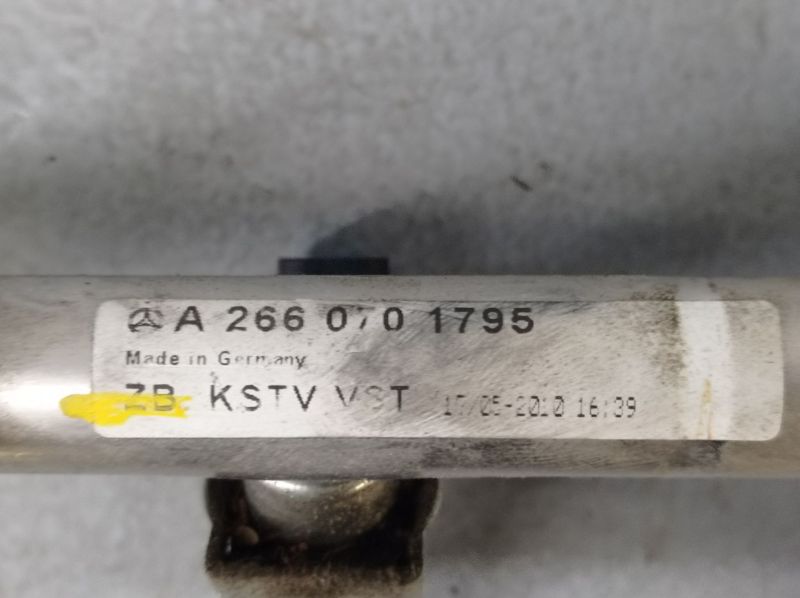 A 266 070 1795
Made in Germany
ZB KSTV VST 17/05-2010 16:39